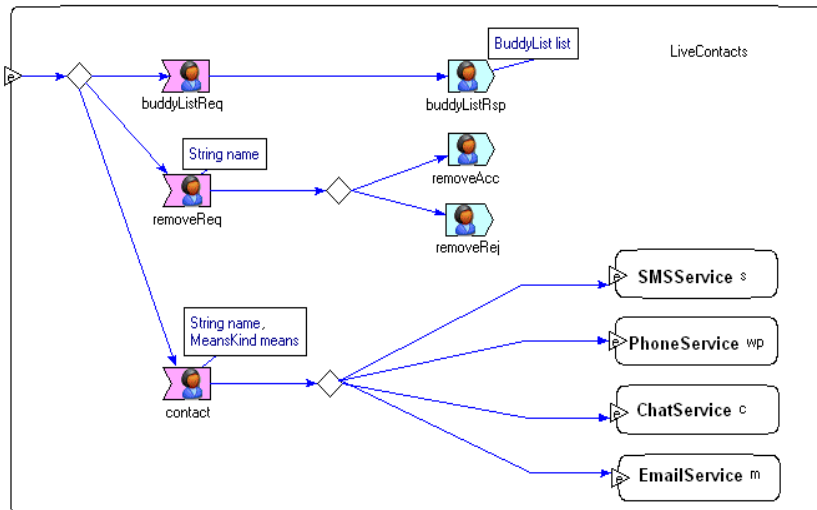 BuddyList list
LiveContacts
e
buddyListReq
buddyListRsp
String name
removeReq
removeAcc
removeRej
String name,
MeansKind means
contact
e SMSService s
e PhoneService wp
e ChatService c
e EmailService m